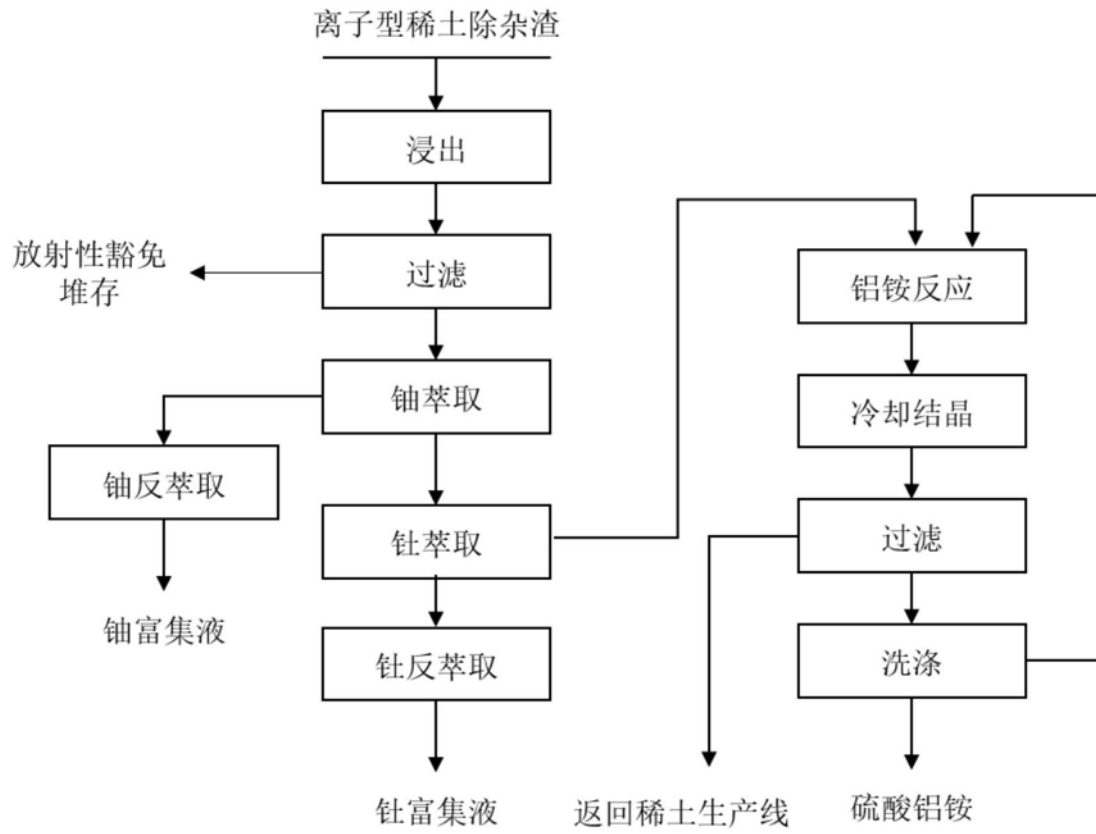 离子型稀土除杂渣
浸出
放射性豁免
堆存
过滤
铀萃取
铀反萃取
铀富集液
钍萃取
钍反萃取
钍富集液
铝铵反应
冷却结晶
过滤
洗涤
返回稀土生产线
硫酸铝铵